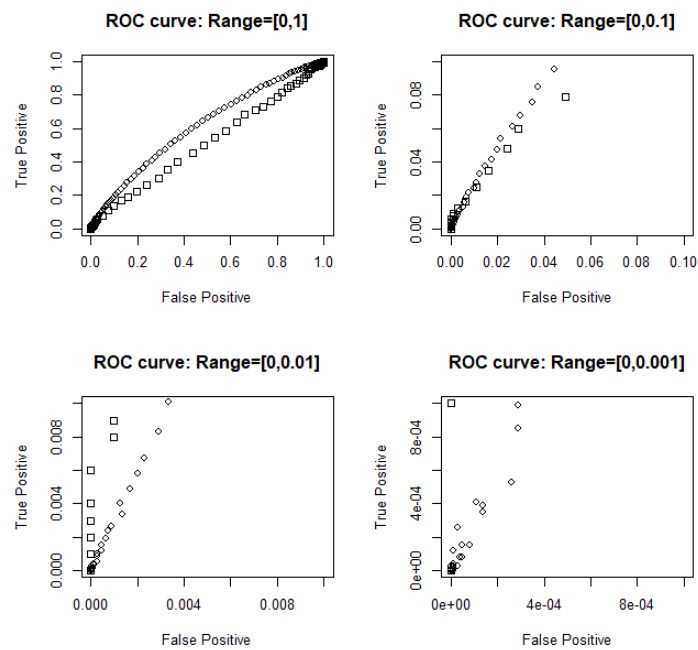 ROC curve: Range=[0,1]
True Positive
0.0 0.2 0.4 0.6 0.8 1.0
0.0 0.2 0.4 0.6 0.8 1.0
False Positive
ROC curve: Range=[0,0.1]
True Positive
0.00 0.04 0.08
0.00 0.02 0.04 0.06 0.08 0.10
False Positive
ROC curve: Range=[0,0.01]
True Positive
0.000 0.004 0.008
0.000 0.004 0.008
False Positive
ROC curve: Range=[0,0.001]
True Positive
0e+00 4e-04 8e-04
0e+00 4e-04 8e-04
False Positive